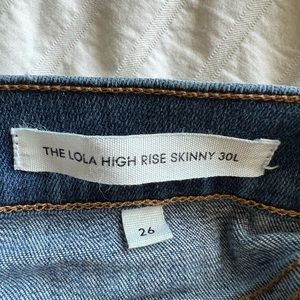 THE LOLA HIGH RISE SKINNY 30L
26